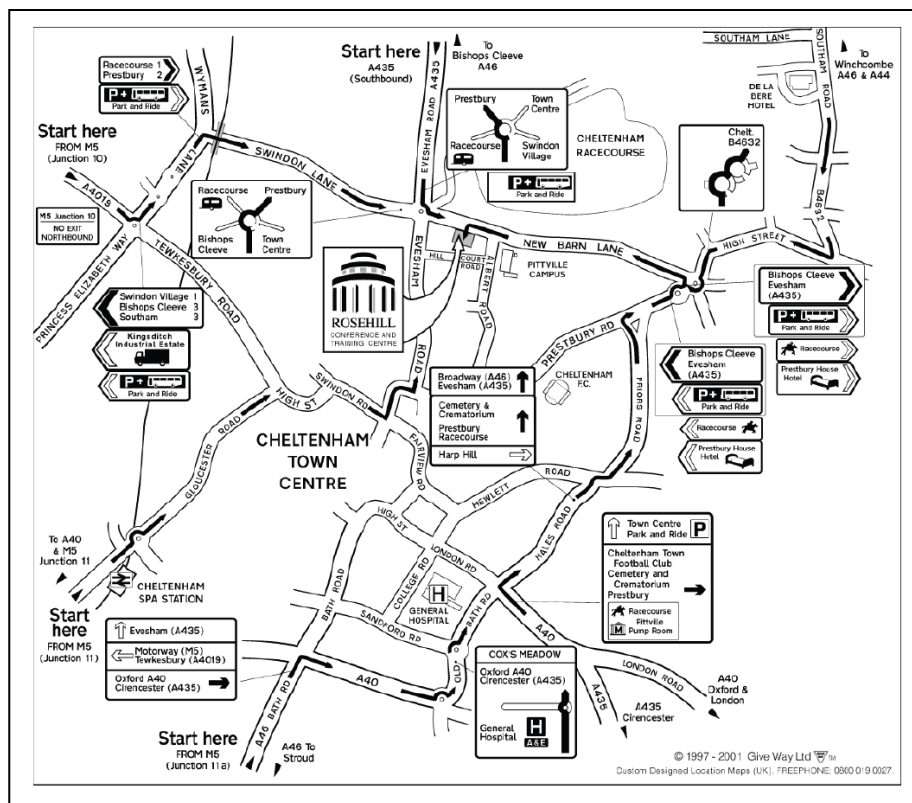 SOUTHAM LANE
Start here
A435
(Southbound)
To
Bishops Cleeve
A46
SOUTHAM ROAD
To
Winchcombe
A46 & A44
Racecourse 1
Prestbury 2
P+
Park and Ride
WYMANS
LANE
DE LA
BERE
HOTEL
EVESHAM ROAD A435
Prestbury
Town
Centre
Racecourse
Swindon
Village
CHELTENHAM
RACECOURSE
P+
Park and Ride
Chelt.
B4632
Start here
FROM M5
(Junction 10)
A4019
SWINDON LANE
B4632
M5 Junction 10
NO EXIT
NORTHBOUND
Racecourse
Prestbury
Bishops
Cleeve
Town
Centre
NEW BARN LANE
HIGH STREET
PRINCESS ELIZABETH WAY
TEWKESBURY ROAD
EVESHAM
ROAD
HILL
COURT
ROAD
ALBERT ROAD
PITTVILLE
CAMPUS
ROSEHILL
CONFERENCE AND
TRAINING CENTRE
Bishops Cleeve
Evesham
(A435)
P+
Park and Ride
Racecourse
Prestbury House
Hotel
Swindon Village 1
Bishops Cleeve 3
Southam 3
Kingsditch
Industrial Estate
P+
Park and Ride
PRESTBURY RD
CHELTENHAM
F.C.
PRIORS ROAD
Bishops Cleeve
Evesham
(A435)
P+
Park and Ride
Racecourse
Prestbury House
Hotel
Broadway (A46)
Evesham (A435)
Cemetery &
Crematorium
Prestbury
Racecourse
Harp Hill
HIGH ST
SWINDON RD
CHELTENHAM
TOWN
CENTRE
GLOUCESTER ROAD
FAIRVIEW RD
HEWLETT ROAD
HALES ROAD
HIGH ST
LONDON RD
COLLEGE RD
BATH ROAD
H
GENERAL
HOSPITAL
SANDFORD RD
OLD BATH RD
A40
Town Centre
Park and Ride
P
Cheltenham Town
Football Club
Cemetery and
Crematorium
Prestbury
Racecourse
Pittville
Pump Room
To A40
& M5
Junction 11
CHELTENHAM
SPA STATION
Start
here
FROM M5
(Junction 11)
Evesham (A435)
Motorway (M5)
Tewkesbury (A4019)
Oxford A40
Cirencester (A435)
A40
COX'S MEADOW
Oxford A40
Cirencester (A435)
General
Hospital
H
A&E
LONDON ROAD
A435
A40
Oxford &
London
A435
Cirencester
Start here
FROM M5
(Junction 11a)
A46 BATH RD
A46 To
Stroud
© 1997 - 2001 Give Way Ltd TM
Custom Designed Location Maps (UK). FREEPHONE: 0800 019 0027.